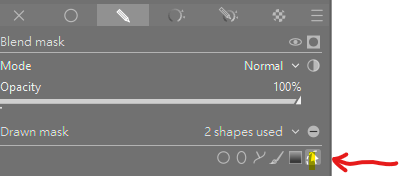 Blend mask
Mode Normal
Opacity 100%
Drawn mask 2 shapes used